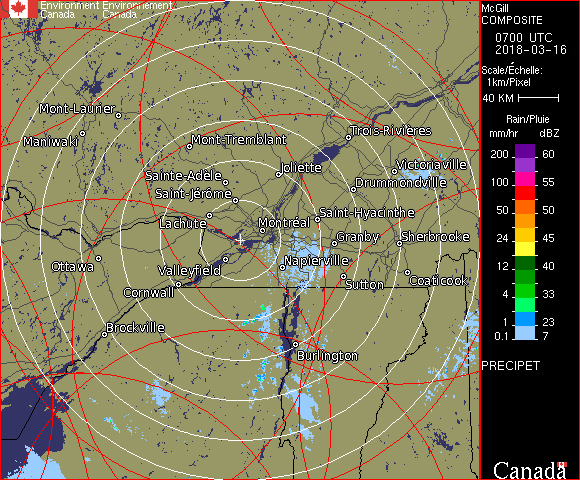 Environment Environnement
Canada Canada
McGill
COMPOSITE
0700 UTC
2018-03-16
Scale/Échelle:
1km/Pixel
40 KM
Rain/Pluie
mm/hr dBZ
200 60
150 57
100 55
50 50
24 45
12 40
4 33
1 23
0.1 7
PRECIPET
Canada
Mont-Laurier
Maniwaki
Mont-Tremblant
Trois-Rivières
Joliette
Victoriaville
Sainte-Adèle
Drummondville
Saint-Jérôme
Saint-Hyacinthe
Lachute
Montréal
Granby
Sherbrooke
Ottawa
Valleyfield
Napierville
Cornwall
Sutton
Coaticook
Brockville
Burlington